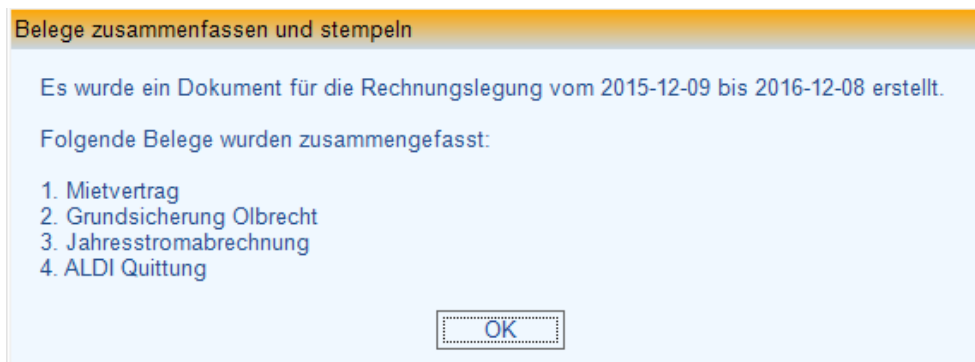 Belege zusammenfassen und stempeln
Es wurde ein Dokument für die Rechnungslegung vom 2015-12-09 bis 2016-12-08 erstellt.
Folgende Belege wurden zusammengefasst:
1. Mietvertrag
2. Grundsicherung Olbrecht
3. Jahresstromabrechnung
4. ALDI Quittung
OK